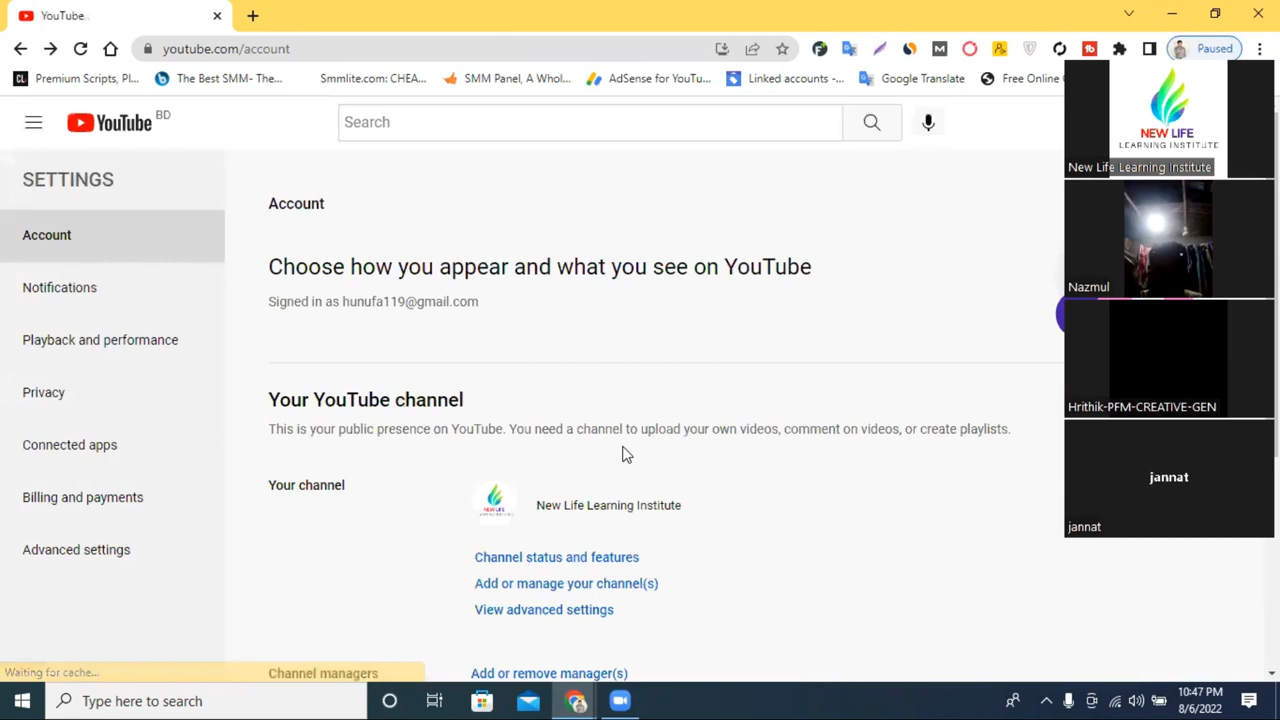 YouTube
youtube.com/account
Paused
Premium Scripts, Pl...
The Best SMM- The...
Smmlite.com: CHEA...
SMM Panel, A Whol...
AdSense for YouTu...
Linked accounts -...
Google Translate
Free Online
YouTube BD
Search
SETTINGS
Account
Notifications
Playback and performance
Privacy
Connected apps
Billing and payments
Advanced settings
Account
Choose how you appear and what you see on YouTube
Signed in as hunufa119@gmail.com
Your YouTube channel
This is your public presence on YouTube. You need a channel to upload your own videos, comment on videos, or create playlists.
Your channel
New Life Learning Institute
Channel status and features
Add or manage your channel(s)
View advanced settings
Channel managers
Add or remove manager(s)
Waiting for cache...
NEW LIFE
LEARNING INSTITUTE
New Life Learning Institute
Nazmul
Hrithik-PFM-CREATIVE-GEN
jannat
jannat
Type here to search
10:47 PM
8/6/2022